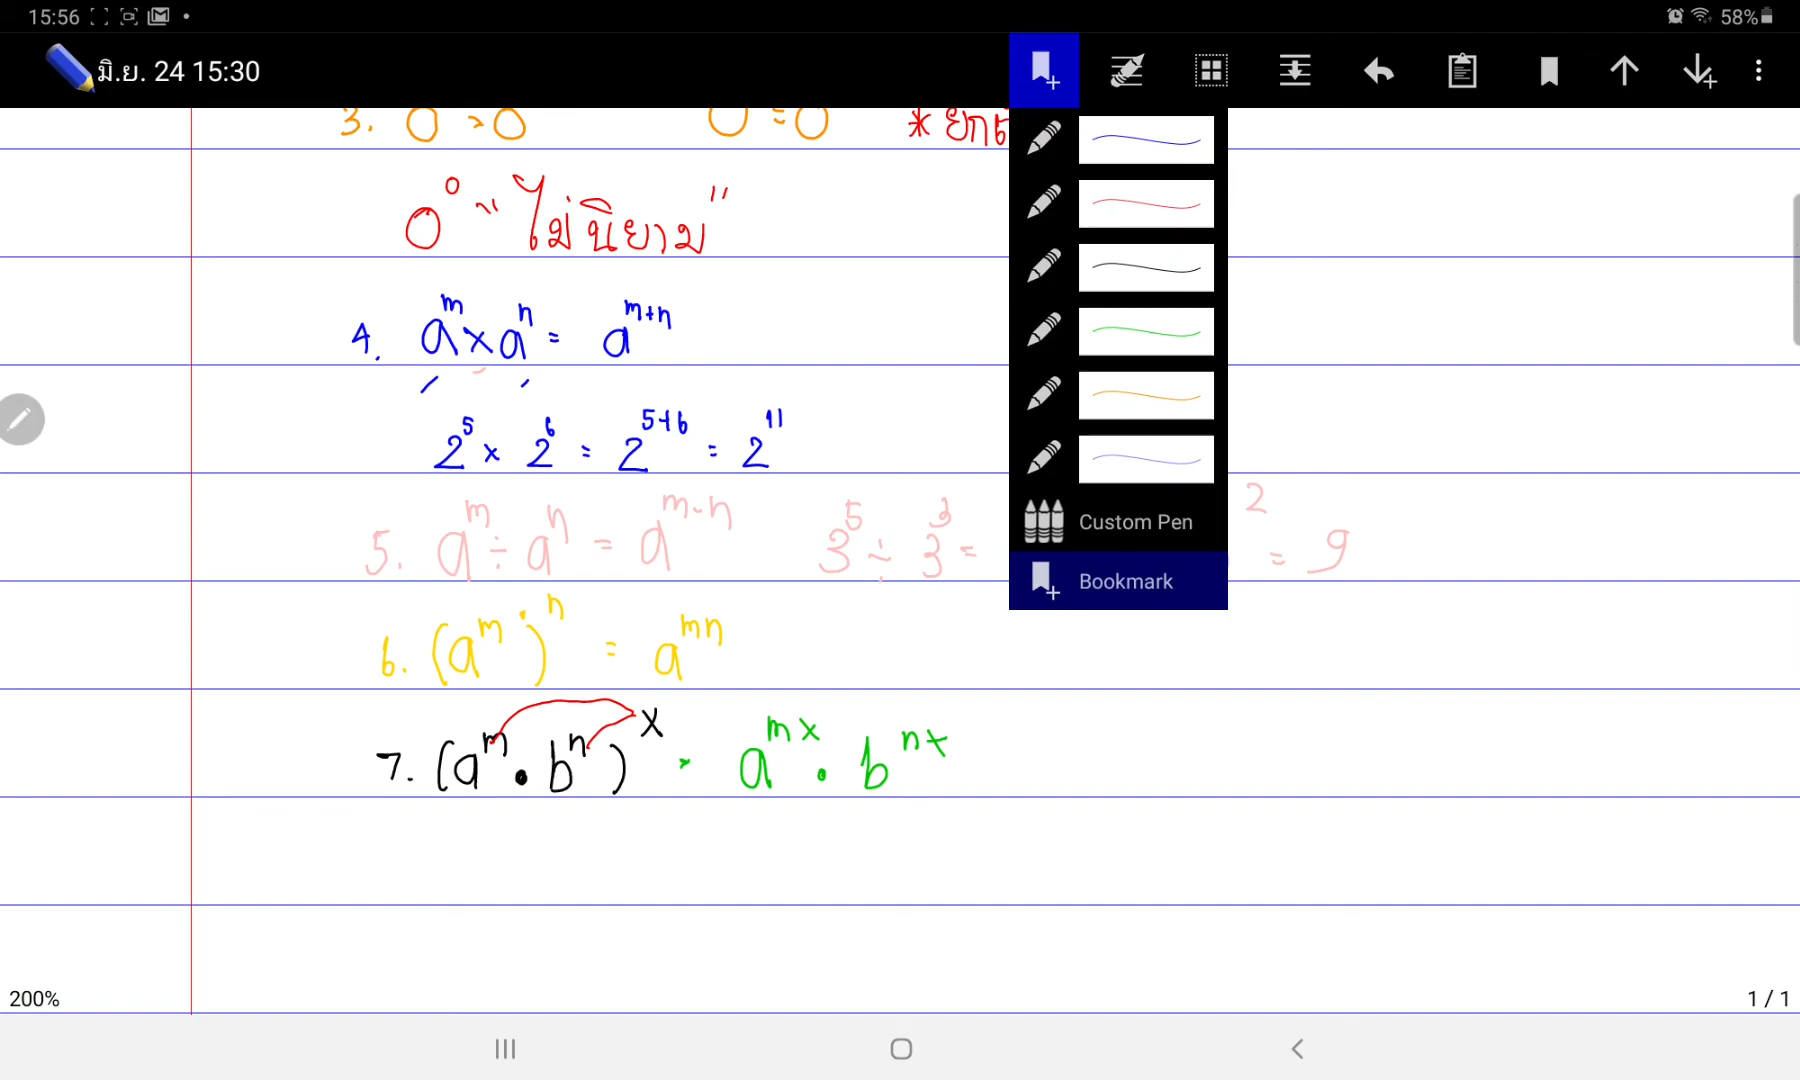 15:56
58%
มิ.ย. 24 15:30
3. 0 = 0 0 = 0 * ยก
0⁰ = "ไม่นิยาม"
4. aᵐ × aⁿ = aᵐ⁺ⁿ
2⁵ × 2⁶ = 2⁵⁺⁶ = 2¹¹
5. aᵐ ÷ aⁿ = aᵐ⁻ⁿ 3⁵ ÷ 3³ = ² = 9
6. (aᵐ)ⁿ = aᵐⁿ
7. (aᵐ • bⁿ)ˣ = aᵐˣ • bⁿˣ
Custom Pen
Bookmark
200%
1 / 1